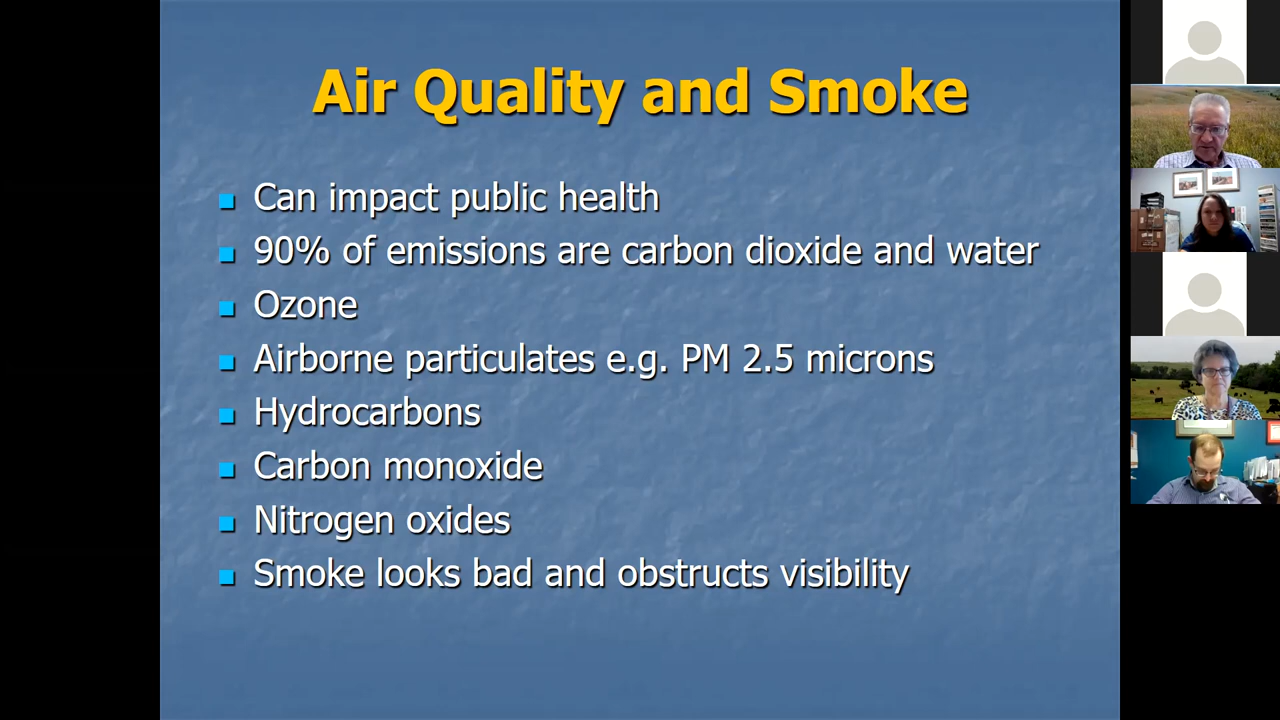 Air Quality and Smoke
Can impact public health
90% of emissions are carbon dioxide and water
Ozone
Airborne particulates e.g. PM 2.5 microns
Hydrocarbons
Carbon monoxide
Nitrogen oxides
Smoke looks bad and obstructs visibility